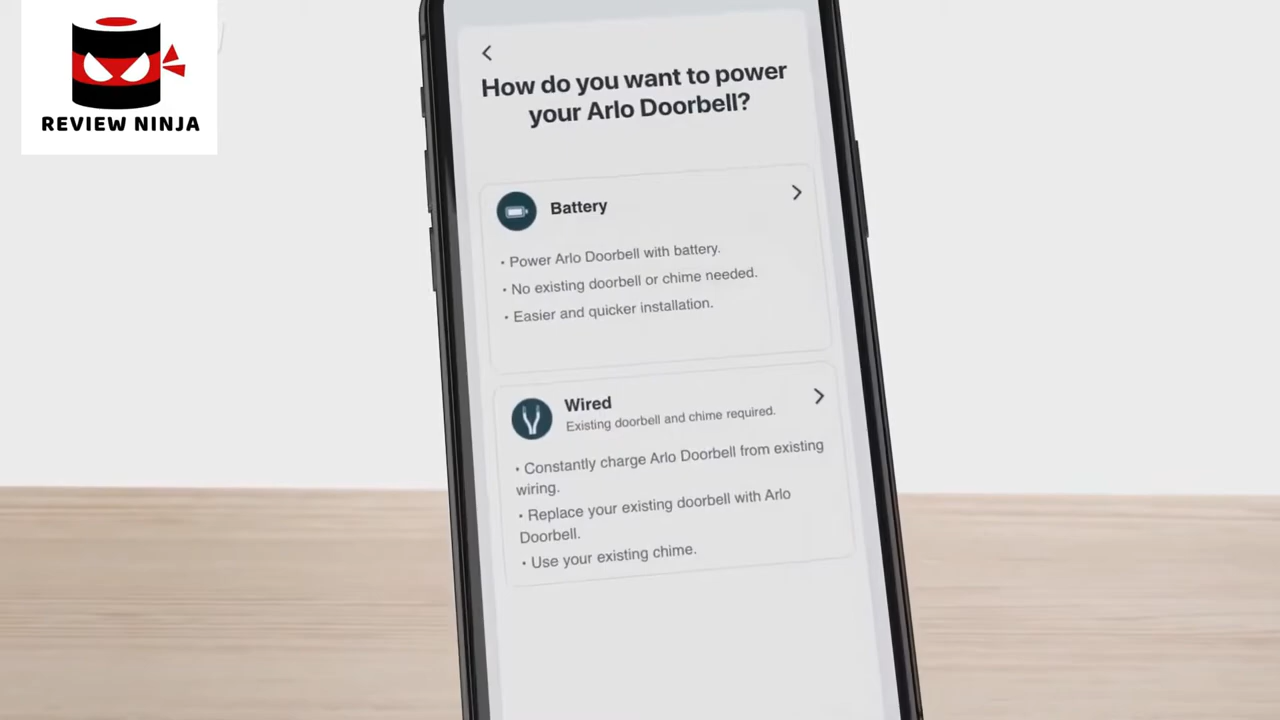 REVIEW NINJA
How do you want to power
your Arlo Doorbell?
Battery
• Power Arlo Doorbell with battery.
• No existing doorbell or chime needed.
• Easier and quicker installation.
Wired
Existing doorbell and chime required.
• Constantly charge Arlo Doorbell from existing
wiring.
• Replace your existing doorbell with Arlo
Doorbell.
• Use your existing chime.